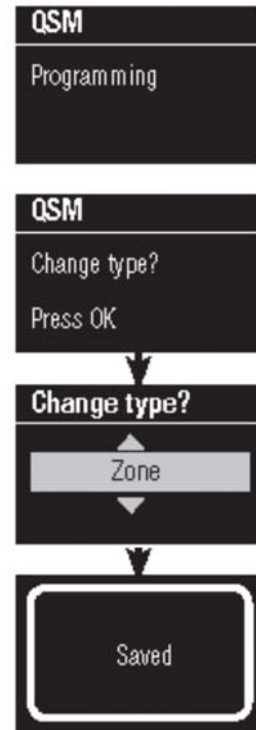 QSM
Programming
QSM
Change type?
Press OK
Change type?
Zone
Saved